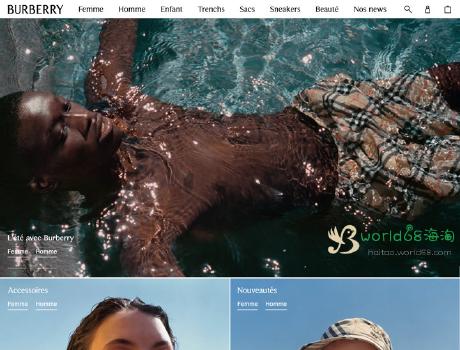 BURBERRY Femme Homme Enfant Trenchs Sacs Sneakers Beauté Nos news
L'été avec Burberry
Femme Homme
world68海淘
haitao.world68.com
Accessoires
Femme Homme
Nouveautés
Femme Homme